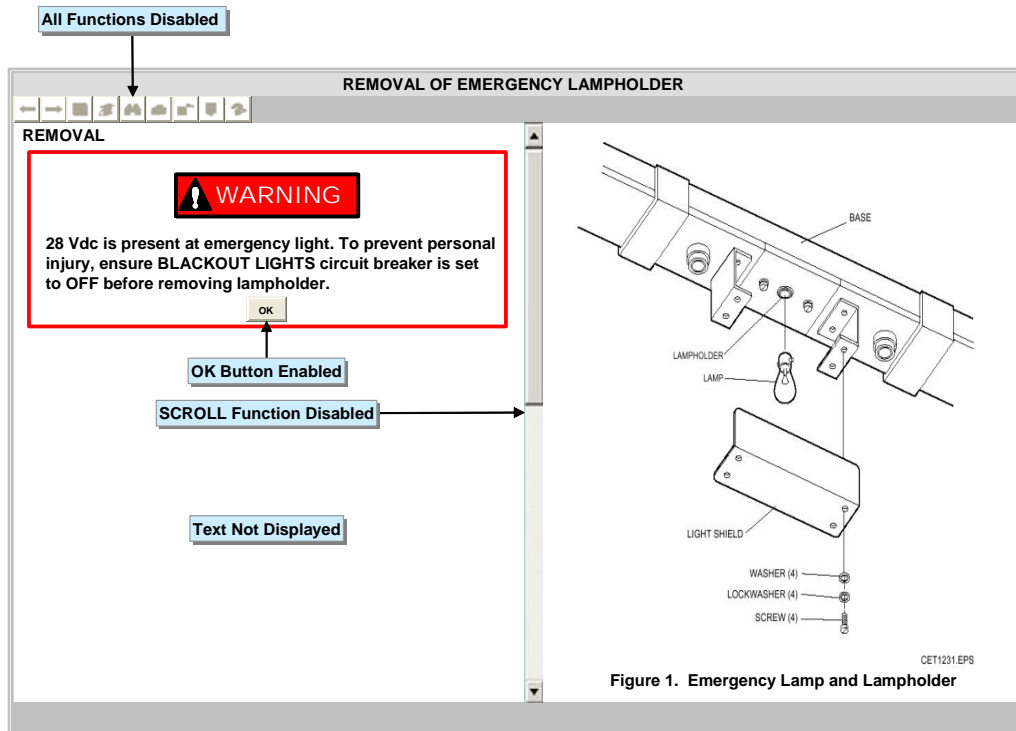 All Functions Disabled
REMOVAL OF EMERGENCY LAMPHOLDER
REMOVAL
WARNING
28 Vdc is present at emergency light. To prevent personal
injury, ensure BLACKOUT LIGHTS circuit breaker is set
to OFF before removing lampholder.
OK
OK Button Enabled
SCROLL Function Disabled
Text Not Displayed
BASE
LAMPHOLDER
LAMP
LIGHT SHIELD
WASHER (4)
LOCKWASHER (4)
SCREW (4)
CET1231.EPS
Figure 1. Emergency Lamp and Lampholder